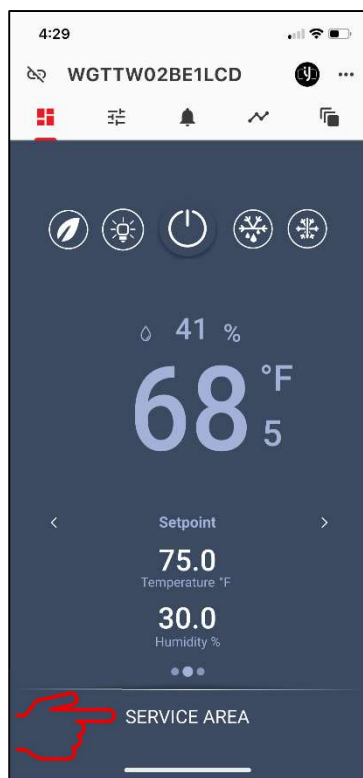 4:29
WGTTW02BE1LCD
41 %
68 °F
5
Setpoint
75.0
Temperature °F
30.0
Humidity %
SERVICE AREA